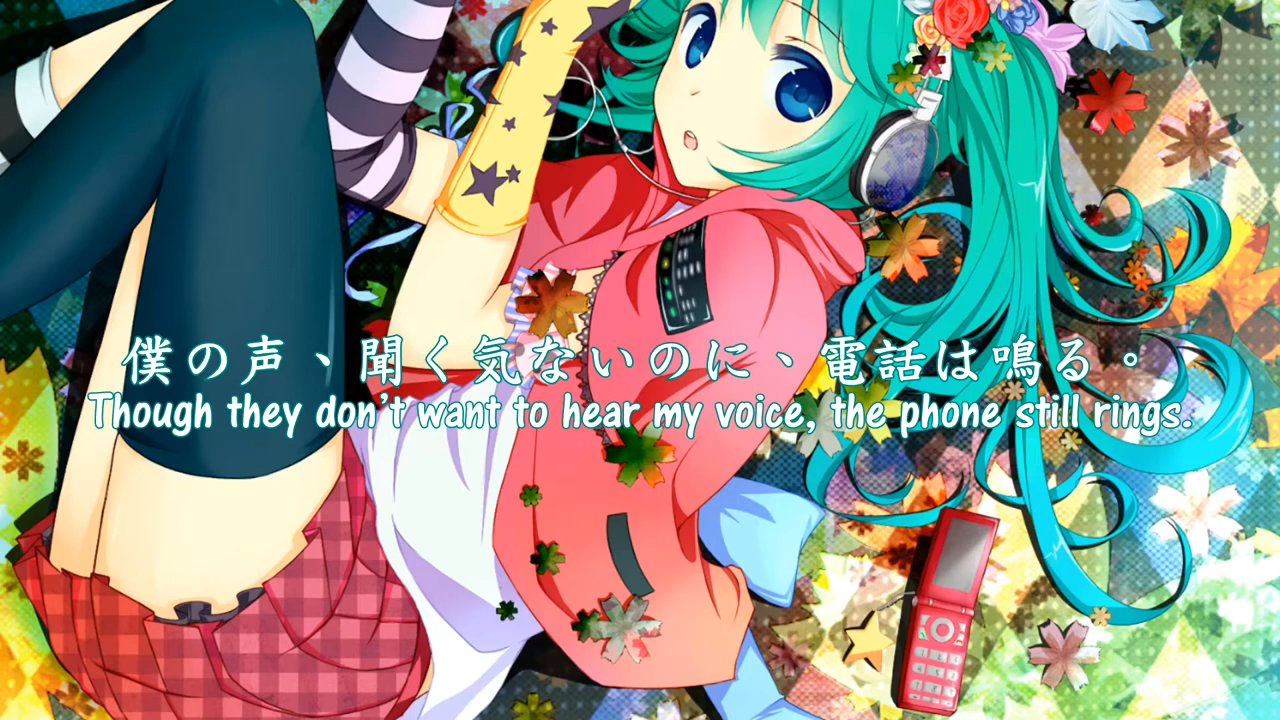 僕の声、聞く気ないのに、電話は鳴る。
Though they don't want to hear my voice, the phone still rings.